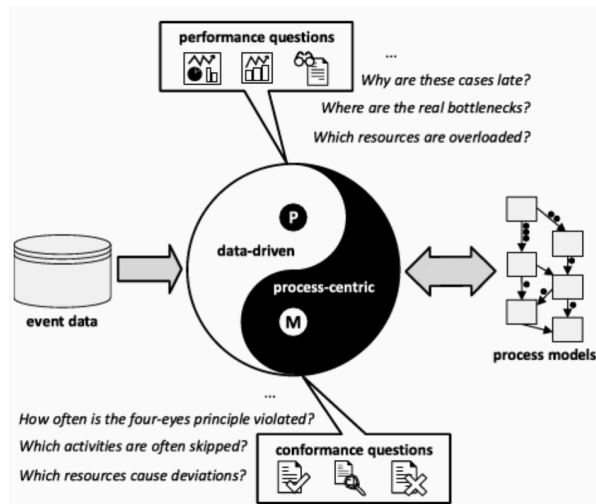 performance questions
...
Why are these cases late?
Where are the real bottlenecks?
Which resources are overloaded?
P
data-driven
process-centric
M
event data
process models
...
How often is the four-eyes principle violated?
Which activities are often skipped?
Which resources cause deviations?
conformance questions